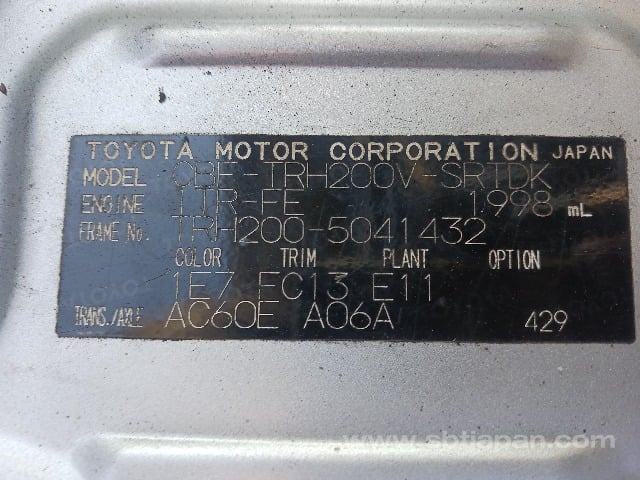 TOYOTA MOTOR CORPORATION JAPAN
MODEL CBF-TRH200V-SRTDK
ENGINE 1TR-FE 1998 mL
FRAME No. TRH200-5041432
COLOR TRIM PLANT OPTION
1E7 FC13 E11
TRANS./AXLE AC60E A06A 429
www.sbtjapan.com